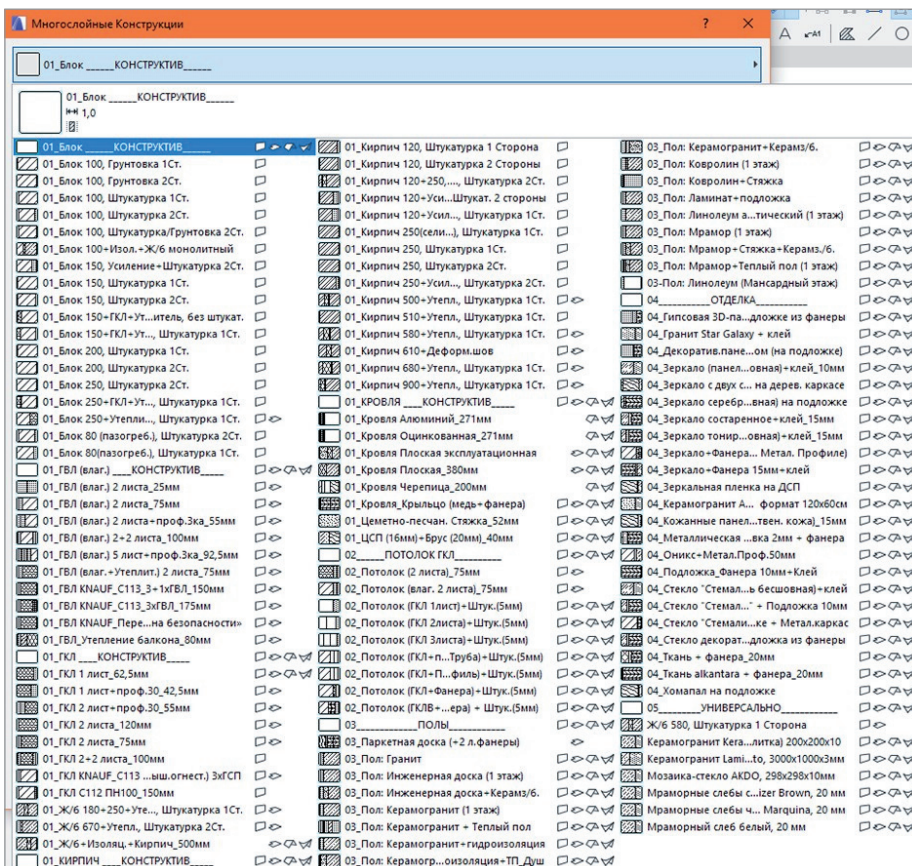 Многослойные Конструкции
? ×
A A1
01_Блок ______КОНСТРУКТИВ______
01_Блок ______КОНСТРУКТИВ______
1,0
01_Блок ______КОНСТРУКТИВ______
01_Блок 100, Грунтовка 1Ст.
01_Блок 100, Грунтовка 2Ст.
01_Блок 100, Штукатурка 1Ст.
01_Блок 100, Штукатурка 2Ст.
01_Блок 100, Штукатурка/Грунтовка 2Ст.
01_Блок 100+Изол.+Ж/б монолитный
01_Блок 150, Усиление+Штукатурка 2Ст.
01_Блок 150, Штукатурка 1Ст.
01_Блок 150, Штукатурка 2Ст.
01_Блок 150+ГКЛ+Ут...итель, без штукат.
01_Блок 150+ГКЛ+Ут..., Штукатурка 1Ст.
01_Блок 200, Штукатурка 1Ст.
01_Блок 200, Штукатурка 2Ст.
01_Блок 250, Штукатурка 2Ст.
01_Блок 250+ГКЛ+Ут..., Штукатурка 1Ст.
01_Блок 250+Утепли..., Штукатурка 1Ст.
01_Блок 80 (пазогреб.), Штукатурка 2Ст.
01_Блок 80(пазогреб.), Штукатурка 1Ст.
01_ГВЛ (влаг.) ____КОНСТРУКТИВ_____
01_ГВЛ (влаг.) 2 листа_25мм
01_ГВЛ (влаг.) 2 листа_75мм
01_ГВЛ (влаг.) 2 листа+проф.3ка_55мм
01_ГВЛ (влаг.) 2+2 листа_100мм
01_ГВЛ (влаг.) 5 лист+проф.3ка_92,5мм
01_ГВЛ (влаг.+Утеплит.) 2 листа_75мм
01_ГВЛ KNAUF_C113_3+1хГВЛ_150мм
01_ГВЛ KNAUF_C113_3хГВЛ_175мм
01_ГВЛ KNAUF_Пере...на безопасности»
01_ГВЛ_Утепление балкона_80мм
01_ГКЛ ____КОНСТРУКТИВ_____
01_ГКЛ 1 лист_62,5мм
01_ГКЛ 1 лист+проф.30_42,5мм
01_ГКЛ 2 лист+проф.30_55мм
01_ГКЛ 2 листа_120мм
01_ГКЛ 2 листа_75мм
01_ГКЛ 2+2 листа_100мм
01_ГКЛ KNAUF_C113 ...ыш.огнест.) 3хГСП
01_ГКЛ С112 ПН100_150мм
01_Ж/б 180+250+Уте..., Штукатурка 1Ст.
01_Ж/б 670+Утепл., Штукатурка 2Ст.
01_Ж/б+Изоляц.+Кирпич_500мм
01_КИРПИЧ ____КОНСТРУКТИВ_____
01_Кирпич 120, Штукатурка 1 Сторона
01_Кирпич 120, Штукатурка 2 Стороны
01_Кирпич 120+250,...., Штукатурка 2Ст.
01_Кирпич 120+Уси...Штукат. 2 стороны
01_Кирпич 120+Усил..., Штукатурка 1Ст.
01_Кирпич 250(сели...), Штукатурка 1Ст.
01_Кирпич 250, Штукатурка 1Ст.
01_Кирпич 250, Штукатурка 2Ст.
01_Кирпич 250+Усил..., Штукатурка 2Ст.
01_Кирпич 500+Утепл., Штукатурка 1Ст.
01_Кирпич 510+Утепл., Штукатурка 1Ст.
01_Кирпич 580+Утепл., Штукатурка 1Ст.
01_Кирпич 610+Деформ.шов
01_Кирпич 680+Утепл., Штукатурка 1Ст.
01_Кирпич 900+Утепл., Штукатурка 1Ст.
01_КРОВЛЯ ____КОНСТРУКТИВ_____
01_Кровля Алюминий_271мм
01_Кровля Оцинкованная_271мм
01_Кровля Плоская эксплуатационная
01_Кровля Плоская_380мм
01_Кровля Черепица_200мм
01_Кровля_Крыльцо (медь+фанера)
01_Цеметно-песчан. Стяжка_52мм
01_ЦСП (16мм)+Брус (20мм)_40мм
02______ПОТОЛОК ГКЛ__________
02_Потолок (2 листа)_75мм
02_Потолок (влаг. 2 листа)_75мм
02_Потолок (ГКЛ 1лист)+Штук.(5мм)
02_Потолок (ГКЛ 2листа)+Штук.(5мм)
02_Потолок (ГКЛ 3листа)+Штук.(5мм)
02_Потолок (ГКЛ+п...Труба)+Штук.(5мм)
02_Потолок (ГКЛ+П...филь)+Штук.(5мм)
02_Потолок (ГКЛ+Фанера)+Штук.(5мм)
02_Потолок (ГКЛВ+...ера) + Штук.(5мм)
03____________ПОЛЫ____________
03_Паркетная доска (+2 л.фанеры)
03_Пол: Гранит
03_Пол: Инженерная доска (1 этаж)
03_Пол: Инженерная доска+Керамз/б.
03_Пол: Керамогранит (1 этаж)
03_Пол: Керамогранит + Теплый пол
03_Пол: Керамогранит+гидроизоляция
03_Пол: Керамогр...оизоляция+ТП_Душ
03_Пол: Керамогранит+Керамз/б.
03_Пол: Ковролин (1 этаж)
03_Пол: Ковролин+Стяжка
03_Пол: Ламинат+подложка
03_Пол: Линолеум а...тический (1 этаж)
03_Пол: Мрамор (1 этаж)
03_Пол: Мрамор+Стяжка+Керамз./б.
03_Пол: Мрамор+Теплый пол (1 этаж)
03-Пол: Линолеум (Мансардный этаж)
04___________ОТДЕЛКА___________
04_Гипсовая 3D-па...дложке из фанеры
04_Гранит Star Galaxy + клей
04_Декоратив.пане...ом (на подложке)
04_Зеркало (панел...овная)+клей_10мм
04_Зеркало с двух с... на дерев. каркасе
04_Зеркало серебр...вная) на подложке
04_Зеркало состаренное+клей_15мм
04_Зеркало тонир...овная)+клей_15мм
04_Зеркало+Фанера... Метал. Профиле)
04_Зеркало+Фанера 15мм+клей
04_Зеркальная пленка на ДСП
04_Керамогранит А... формат 120х60см
04_Кожанные панел...твен. кожа)_15мм
04_Металлическая ...вка 2мм + фанера
04_Оникс+Метал.Проф.50мм
04_Подложка_Фанера 10мм+Клей
04_Стекло "Стемал...ь бесшовная)+клей
04_Стекло "Стемал..." + Подложка 10мм
04_Стекло "Стемали...ке + Метал.каркас
04_Стекло декорат...дложка из фанеры
04_Ткань + фанера_20мм
04_Ткань alkantara + фанера_20мм
04_Хомапал на подложке
05_________УНИВЕРСАЛЬНО____________
Ж/б 580, Штукатурка 1 Сторона
Керамогранит Kera...литка) 200x200x10
Керамогранит Lami...to, 3000x1000x3мм
Мозаика-стекло AKDO, 298x298x10мм
Мраморные слебы с...izer Brown, 20 мм
Мраморные слебы ч... Marquina, 20 мм
Мраморный слеб белый, 20 мм